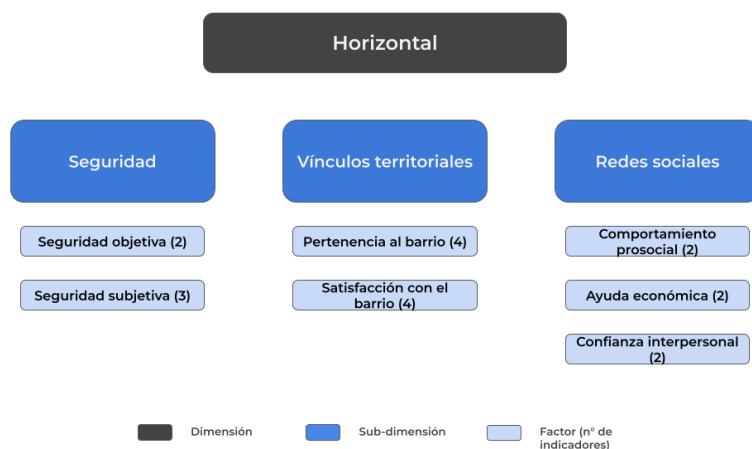 Horizontal
Seguridad
Vínculos territoriales
Redes sociales
Seguridad objetiva (2)
Pertenencia al barrio (4)
Comportamiento
prosocial (2)
Seguridad subjetiva (3)
Satisfacción con el
barrio (4)
Ayuda económica (2)
Confianza interpersonal
(2)
Dimensión
Sub-dimensión
Factor (n° de
indicadores)